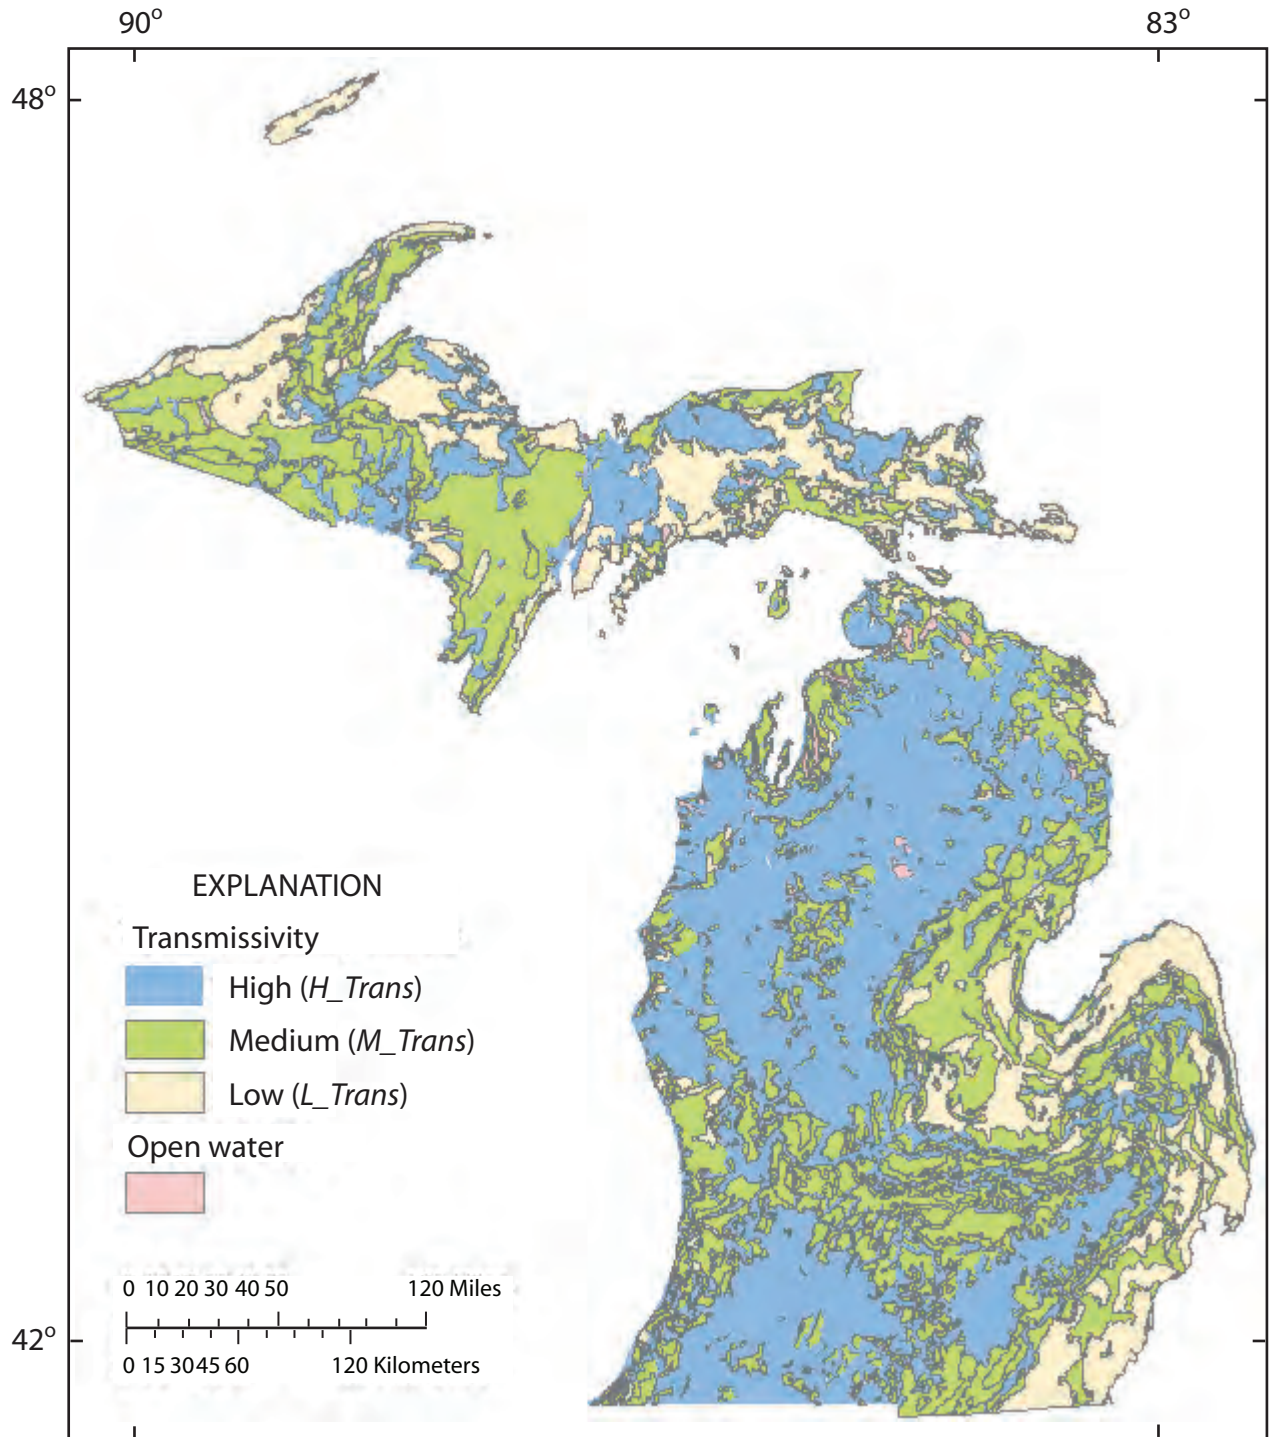 90° 83°
48°
EXPLANATION
Transmissivity
High (H_Trans)
Medium (M_Trans)
Low (L_Trans)
Open water
0 10 20 30 40 50 120 Miles
0 15 30 45 60 120 Kilometers
42°